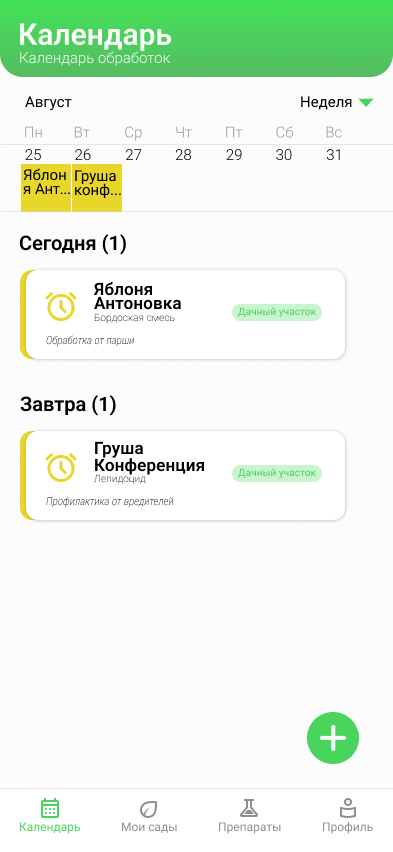 Календарь
Календарь обработок
Август Неделя
Пн Вт Ср Чт Пт Сб Вс
25 26 27 28 29 30 31
Яблон Груша
я Ант... конф...
Сегодня (1)
Яблоня
Антоновка
Бордоская смесь
Дачный участок
Обработка от парши
Завтра (1)
Груша
Конференция
Лепидоцид
Дачный участок
Профилактика от вредителей
Календарь Мои сады Препараты Профиль